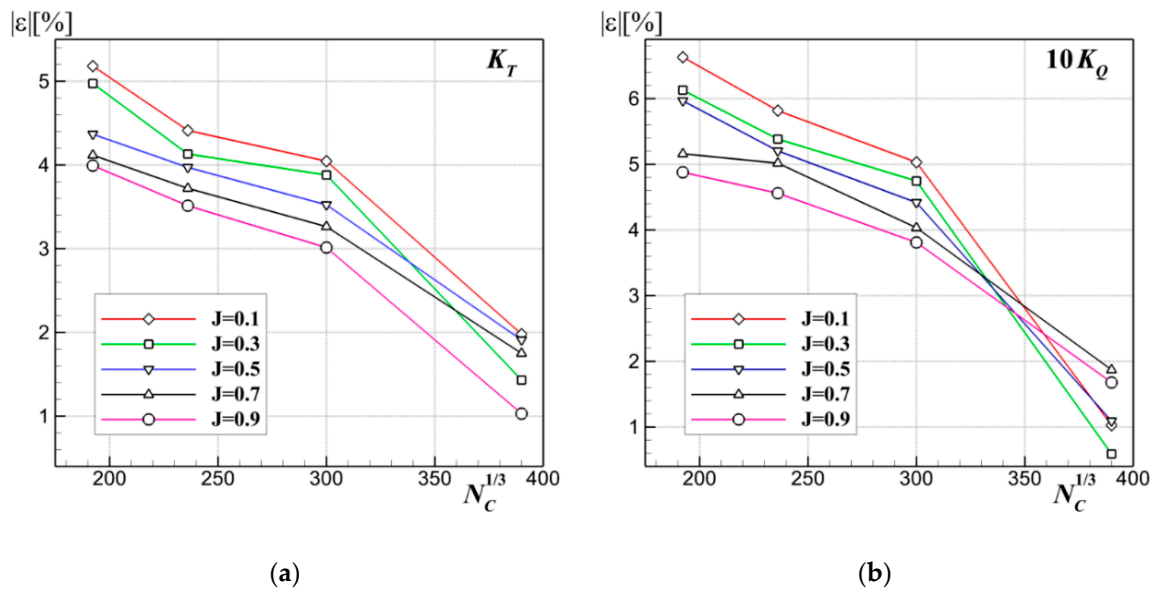 |ε|[%]
K_T
5
4
3
2
1
J=0.1
J=0.3
J=0.5
J=0.7
J=0.9
200
250
300
350
400
N_C^{1/3}
(a)
|ε|[%]
10 K_Q
6
5
4
3
2
1
J=0.1
J=0.3
J=0.5
J=0.7
J=0.9
200
250
300
350
400
N_C^{1/3}
(b)